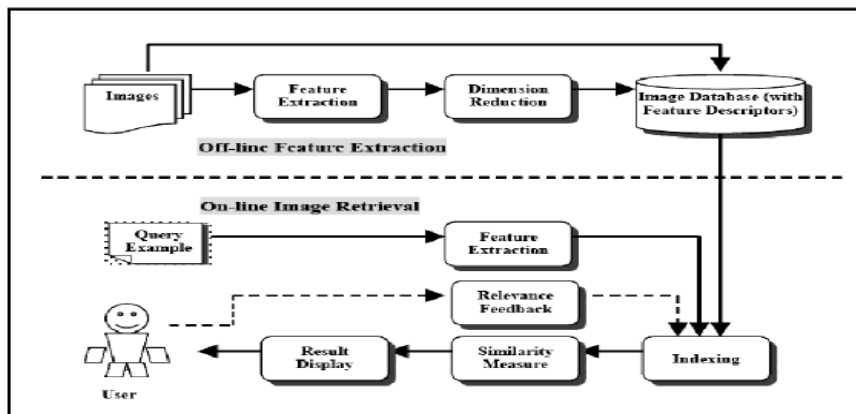 Images
Feature
Extraction
Dimension
Reduction
Image Database (with
Feature Descriptors)
Off-line Feature Extraction
On-line Image Retrieval
Query
Example
Feature
Extraction
Relevance
Feedback
Result
Display
Similarity
Measure
Indexing
User